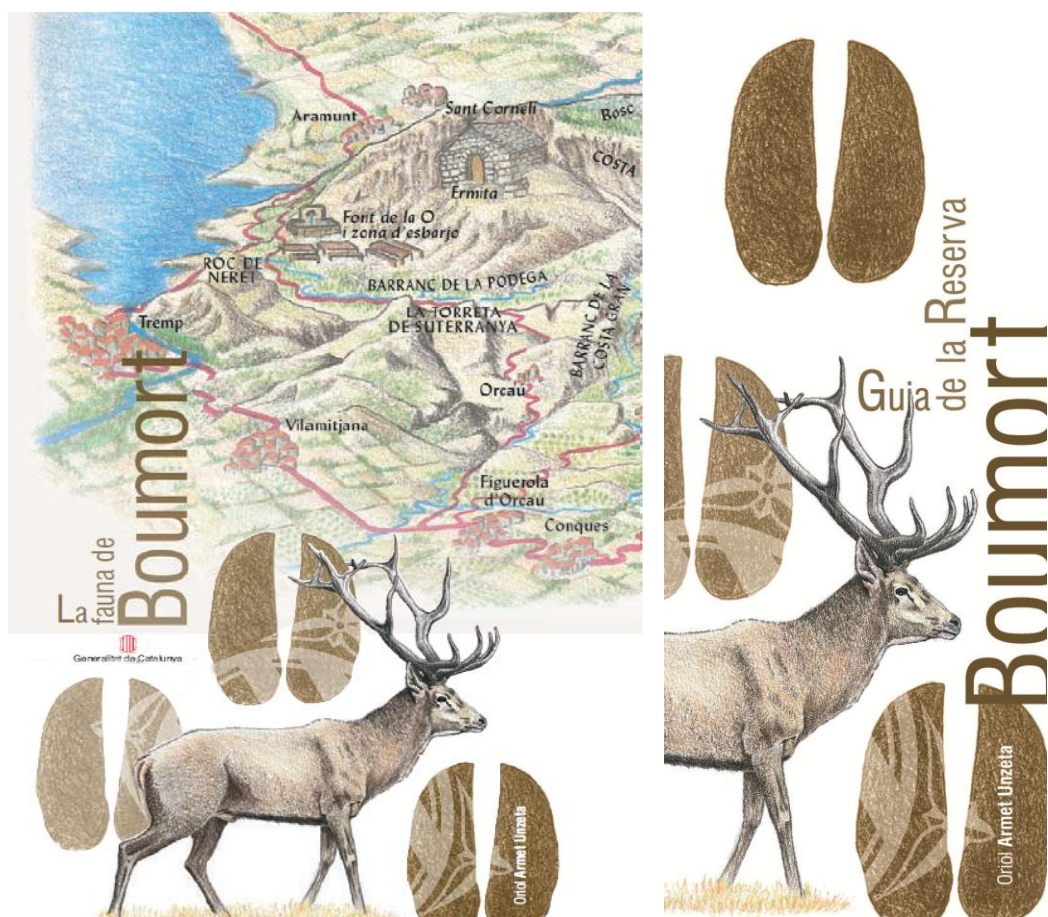 Aramunt
Sant Corneli
Bosc
COSTA
Ermita
Font de la O
i zona d'esbarjo
ROC DE
NERET
BARRANC DE LA PODEGA
LA TORRETA
DE SUTERRANYA
BARRANC DE LA
COSTA GRAN
Tremp
Orcau
Vilamitjana
Figuerola
d'Orcau
Conques
La
fauna de
Boumort
Generalitat de Catalunya
Oriol Armet Unzeta
Guia
de la Reserva
Boumort
Oriol Armet Unzeta